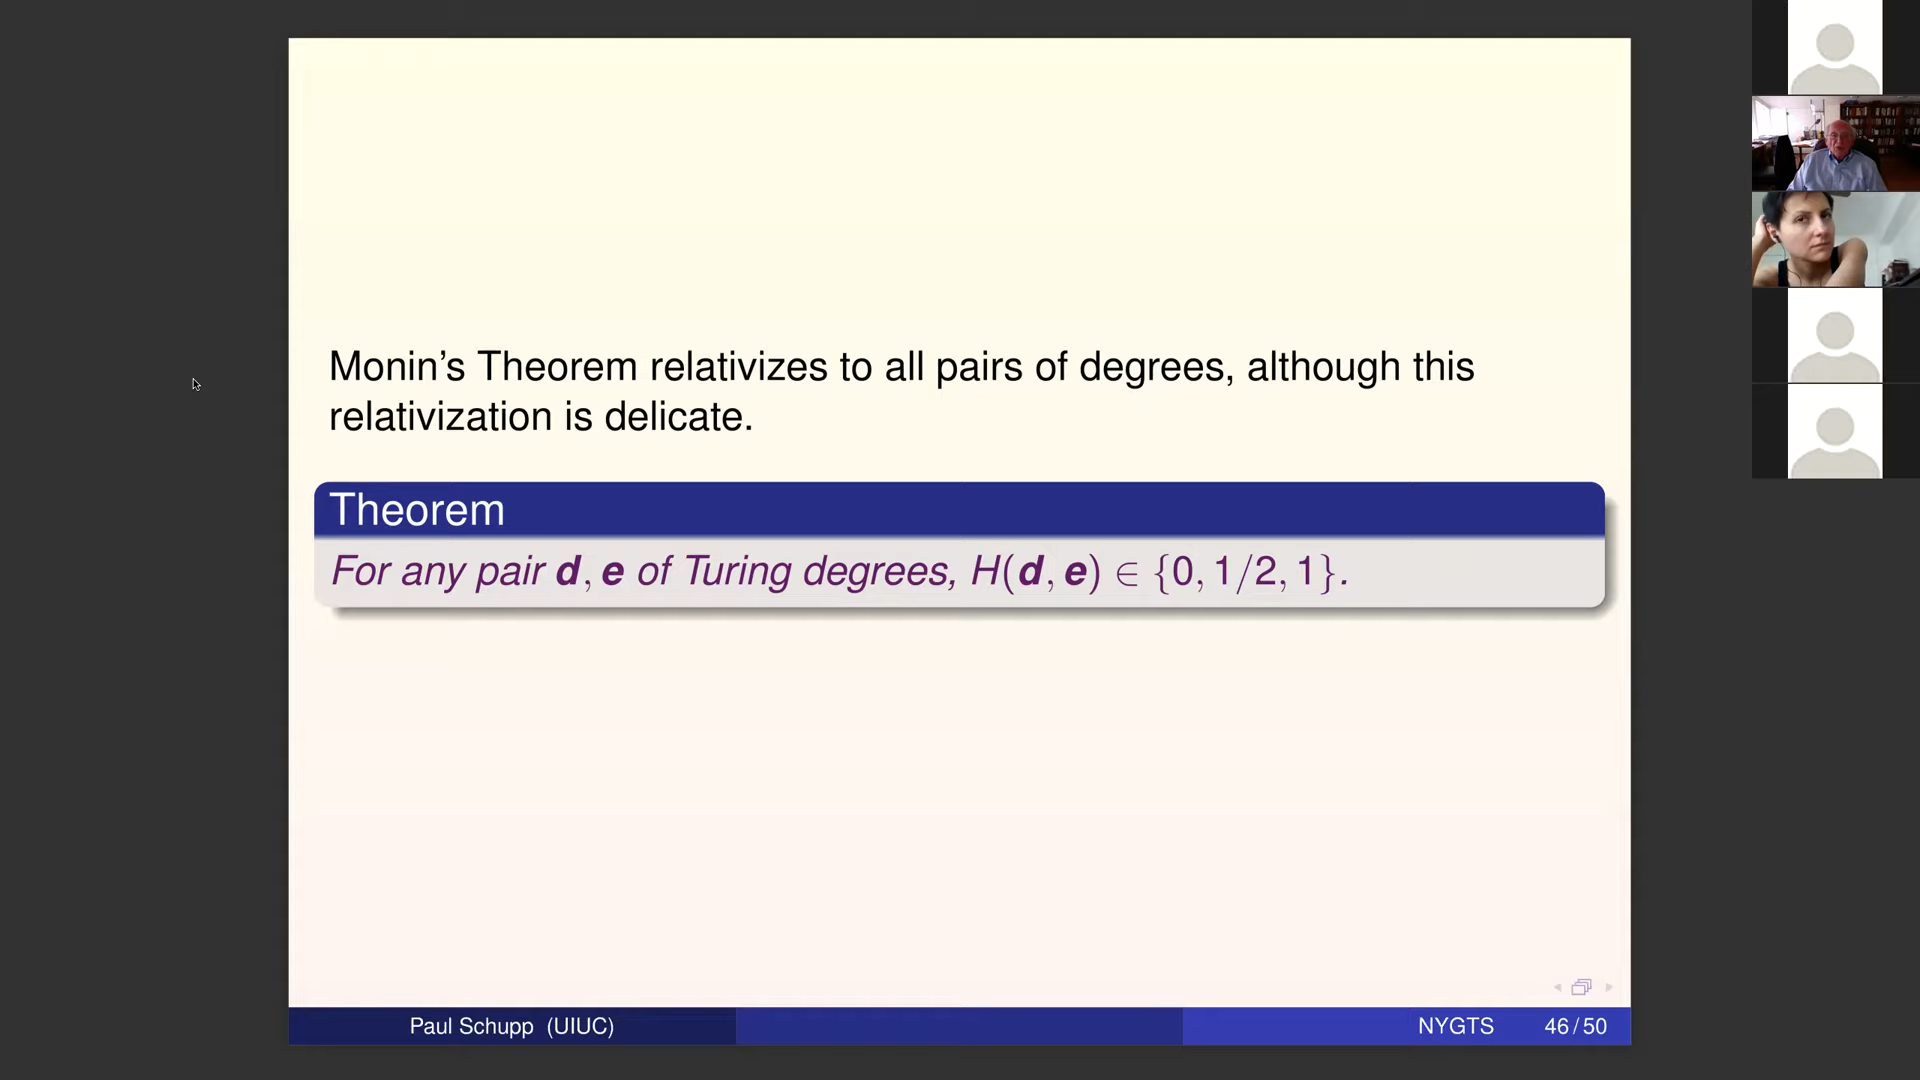 Monin's Theorem relativizes to all pairs of degrees, although this
relativization is delicate.
Theorem
For any pair d, e of Turing degrees, H(d, e) ∈ {0, 1/2, 1}.
Paul Schupp (UIUC)
NYGTS
46 / 50